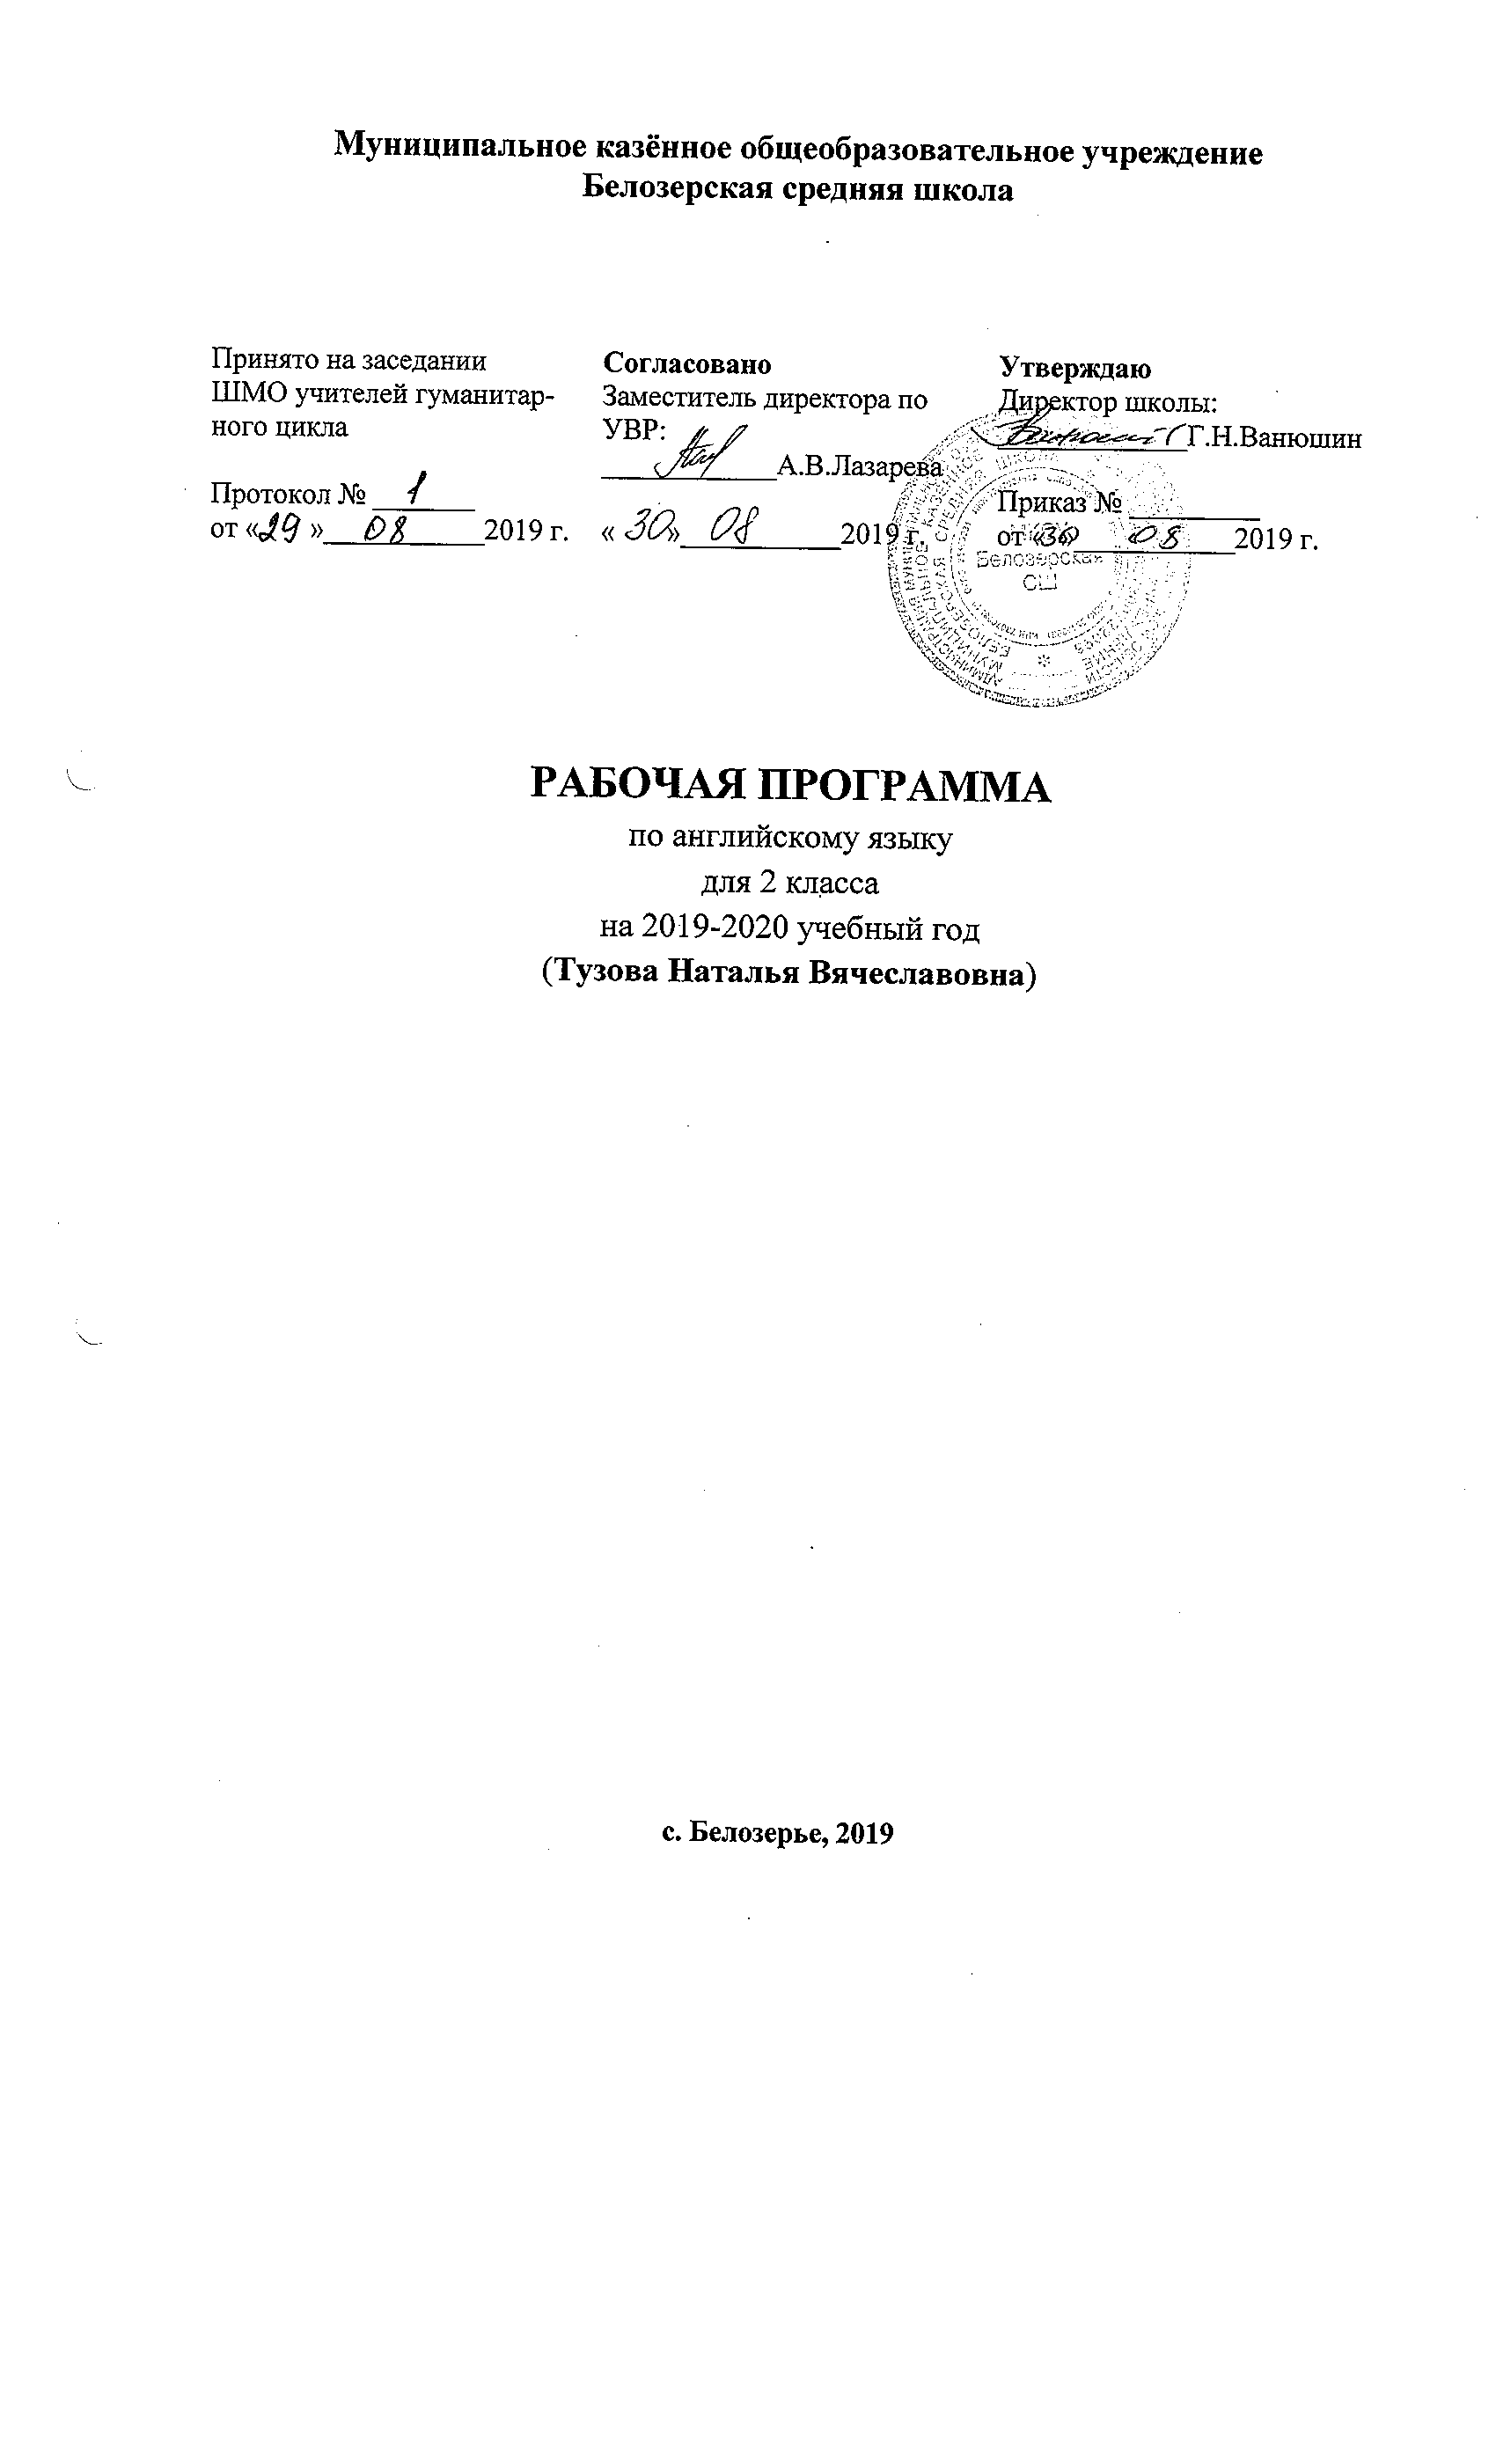 Муниципальное казённое общеобразовательное учреждение
Белозерская средняя школа
Принято на заседании
ШМО учителей гуманитар-
ного цикла
Протокол № 1
от «29» 08 2019 г.
Согласовано
Заместитель директора по
УВР:
А.В.Лазарева
«30» 08 2019 г.
Утверждаю
Директор школы:
Г.Н.Ванюшин
Приказ №
от «30» 08 2019 г.
Белозерская
СШ
РАБОЧАЯ ПРОГРАММА
по английскому языку
для 2 класса
на 2019-2020 учебный год
(Тузова Наталья Вячеславовна)
с. Белозерье, 2019